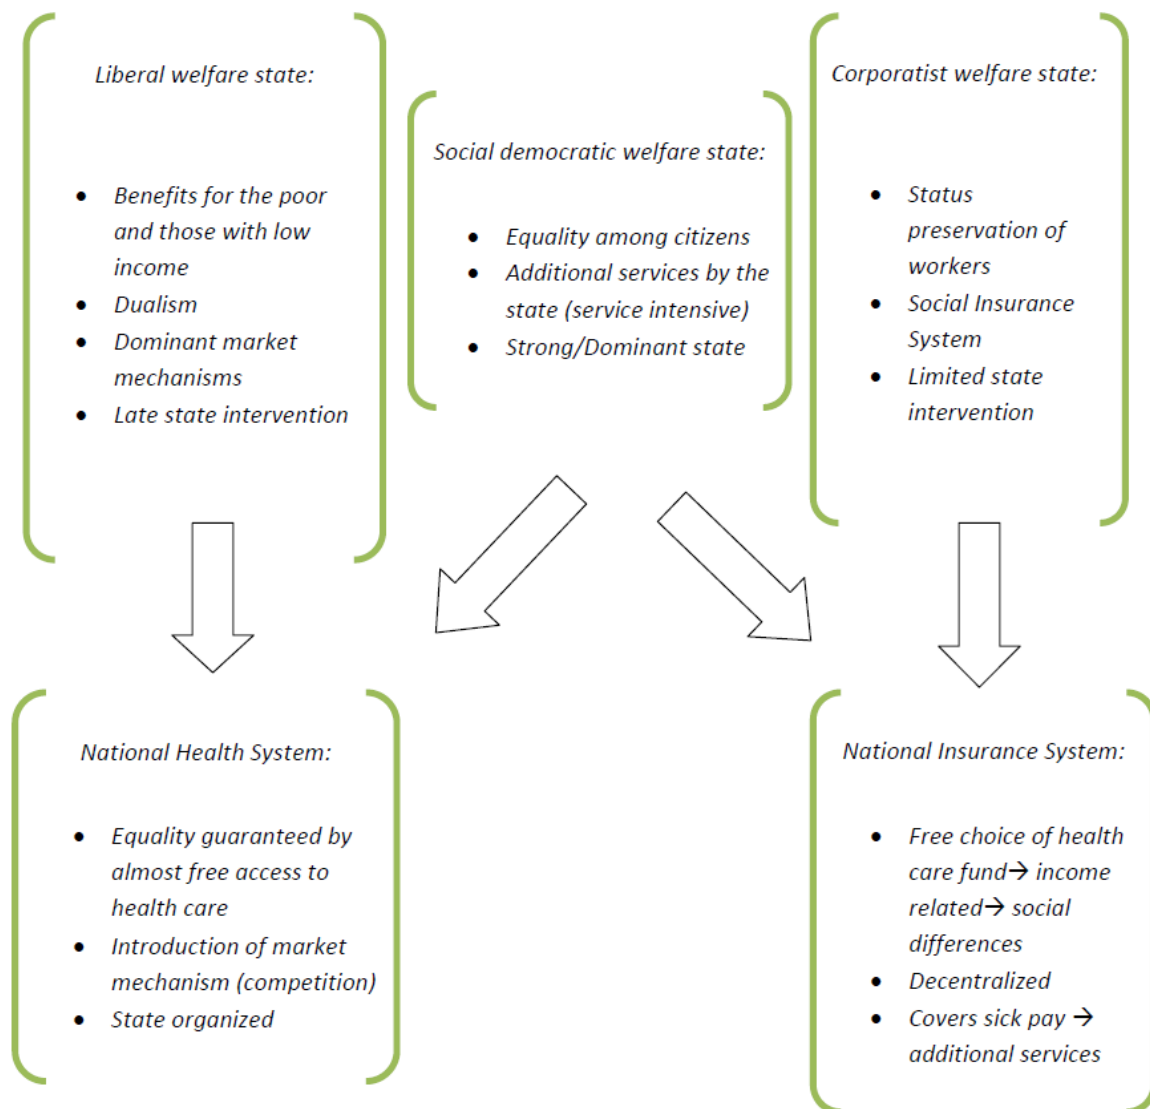 Liberal welfare state:
• Benefits for the poor
and those with low
income
• Dualism
• Dominant market
mechanisms
• Late state intervention
Social democratic welfare state:
• Equality among citizens
• Additional services by the
state (service intensive)
• Strong/Dominant state
Corporatist welfare state:
• Status
preservation of
workers
• Social Insurance
System
• Limited state
intervention
National Health System:
• Equality guaranteed by
almost free access to
health care
• Introduction of market
mechanism (competition)
• State organized
National Insurance System:
• Free choice of health
care fund→ income
related→ social
differences
• Decentralized
• Covers sick pay →
additional services